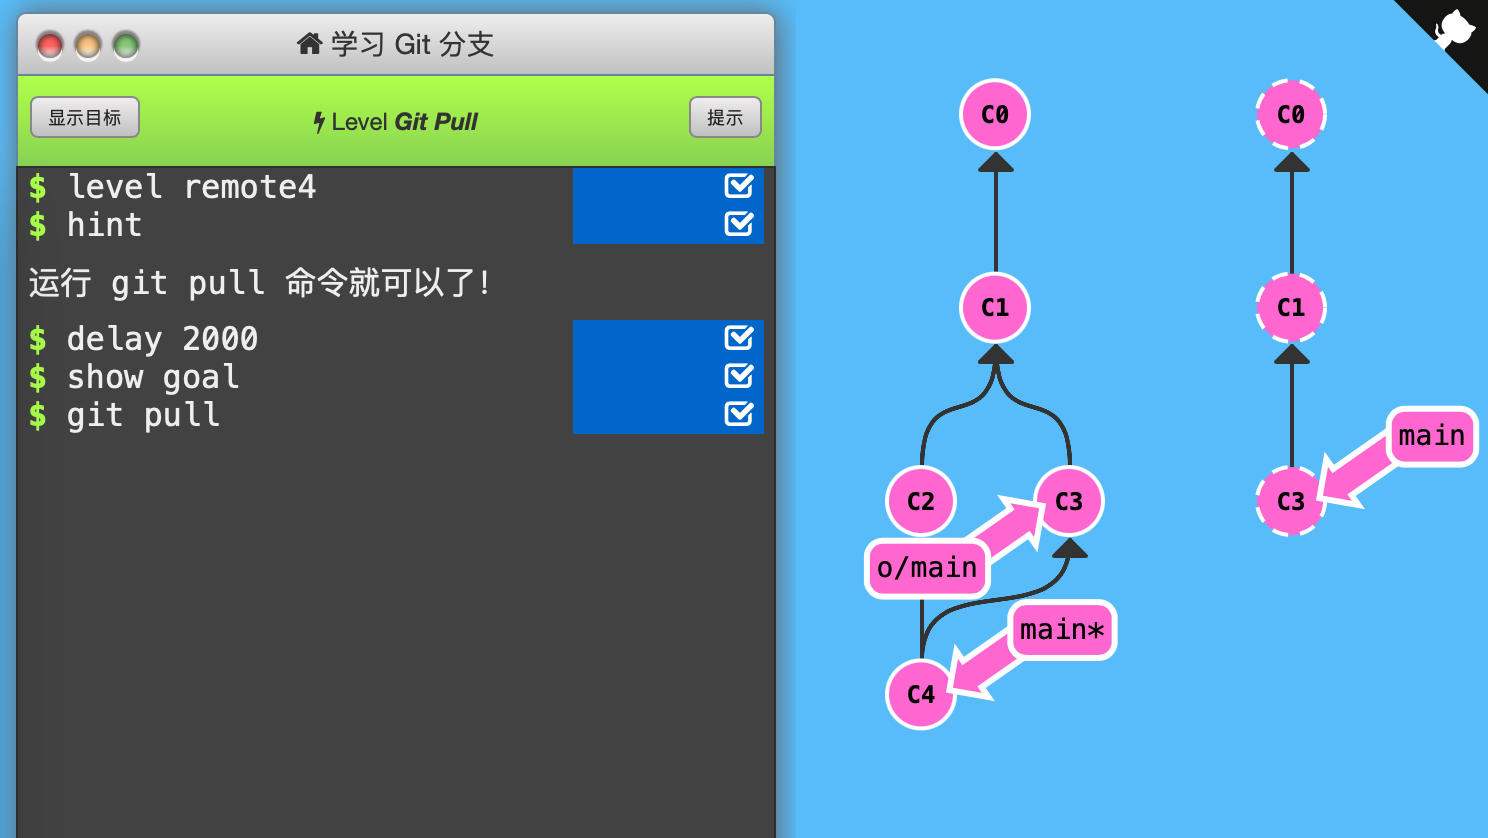 学习 Git 分支
显示目标
Level Git Pull
提示
$ level remote4
$ hint
运行 git pull 命令就可以了！
$ delay 2000
$ show goal
$ git pull
C0
C1
C2
C3
o/main
main*
C4
C0
C1
main
C3